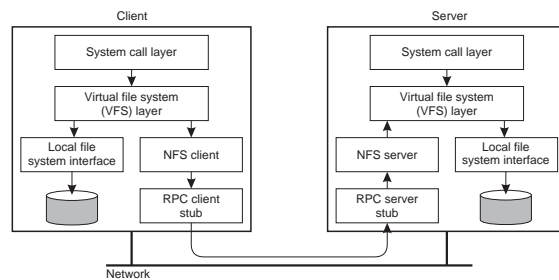 Client
System call layer
Virtual file system
(VFS) layer
Local file
system interface
NFS client
RPC client
stub
Server
System call layer
Virtual file system
(VFS) layer
NFS server
Local file
system interface
RPC server
stub
Network